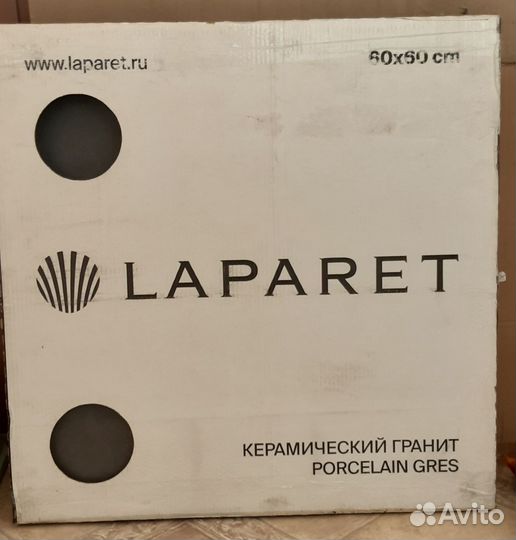 www.laparet.ru
60x60 cm
LAPARET
КЕРАМИЧЕСКИЙ ГРАНИТ
PORCELAIN GRES
Avito